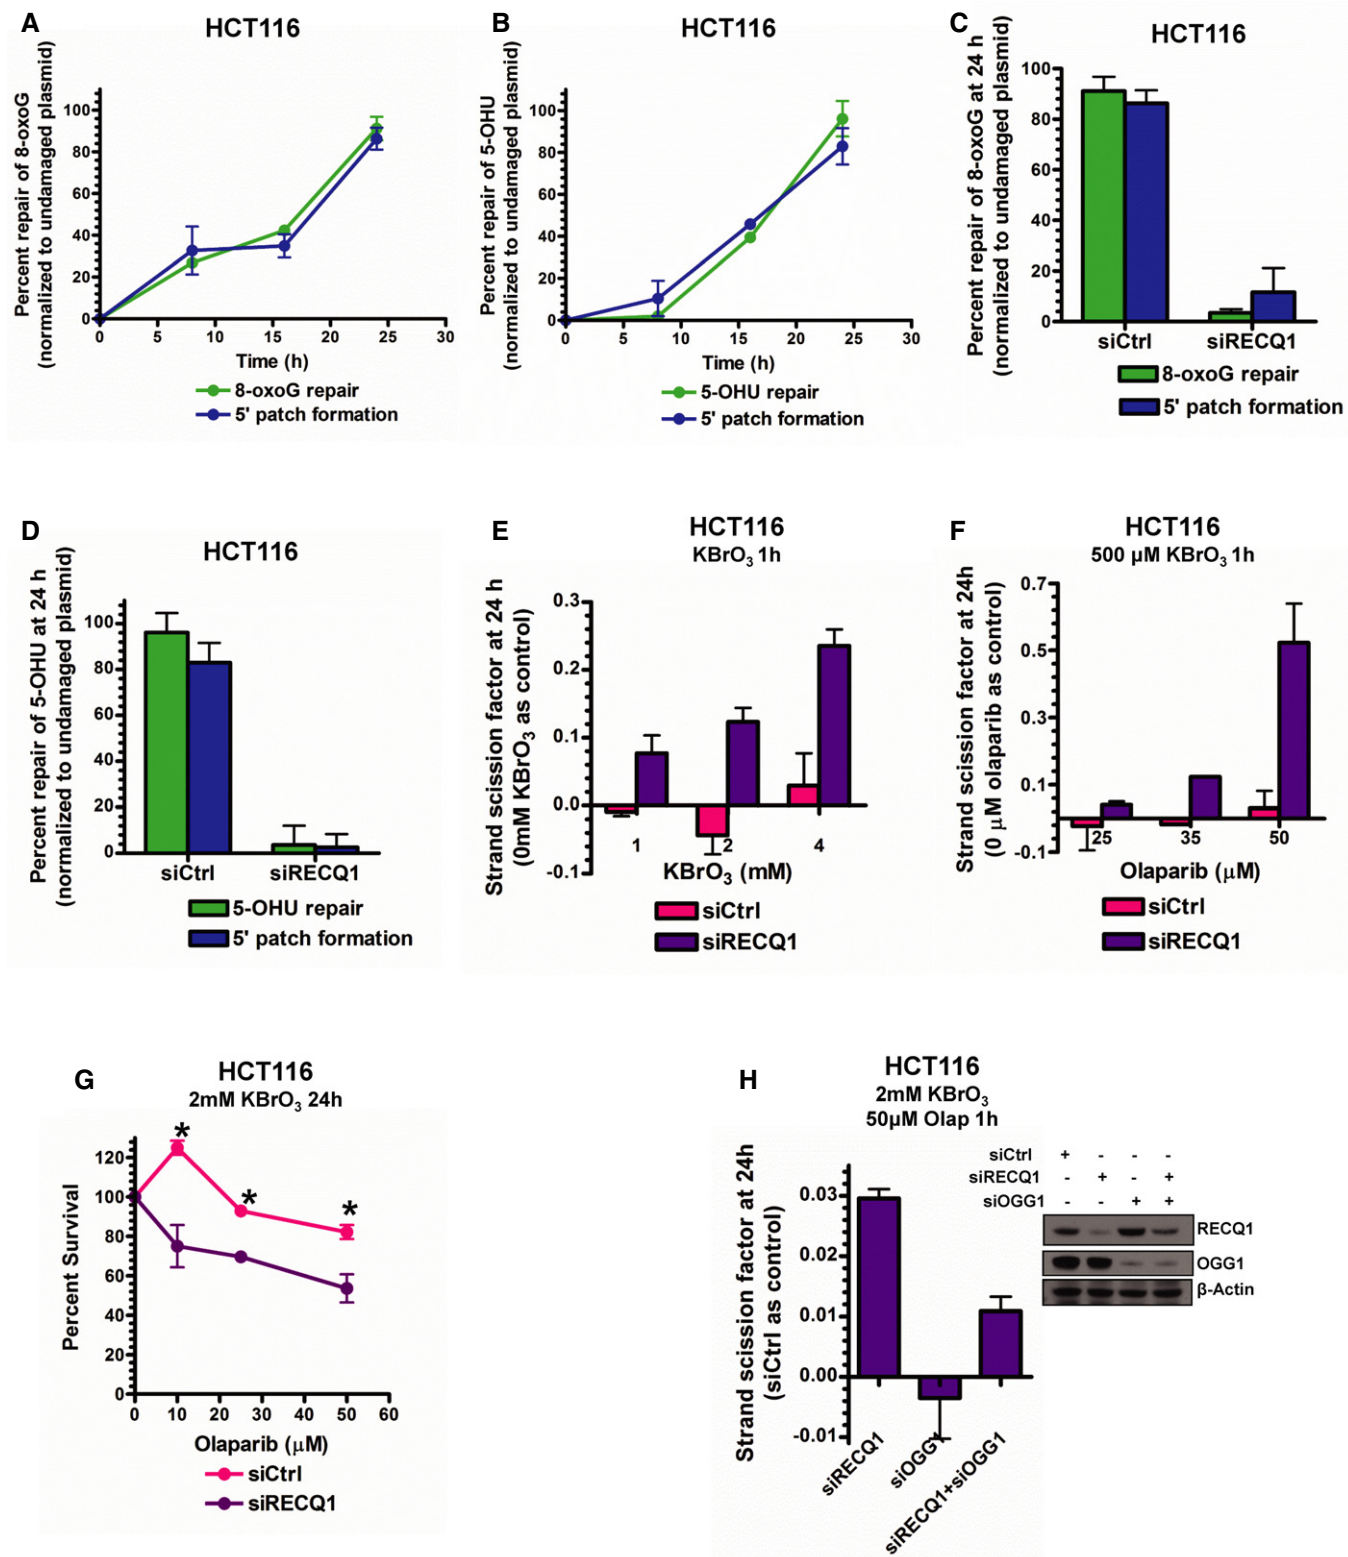 A
HCT116
Percent repair of 8-oxoG
(normalized to undamaged plasmid)
100
80
60
40
20
0
0 5 10 15 20 25 30
Time (h)
8-oxoG repair
5' patch formation
B
HCT116
Percent repair of 5-OHU
(normalized to undamaged plasmid)
100
80
60
40
20
0
0 5 10 15 20 25 30
Time (h)
5-OHU repair
5' patch formation
C
HCT116
Percent repair of 8-oxoG at 24 h
(normalized to undamaged plasmid)
100
80
60
40
20
0
siCtrl siRECQ1
8-oxoG repair
5' patch formation
D
HCT116
Percent repair of 5-OHU at 24 h
(normalized to undamaged plasmid)
100
80
60
40
20
0
siCtrl siRECQ1
5-OHU repair
5' patch formation
E
HCT116
KBrO3 1h
Strand scission factor at 24 h
(0mM KBrO3 as control)
0.3
0.2
0.1
0.0
-0.1
1 2 4
KBrO3 (mM)
siCtrl
siRECQ1
F
HCT116
500 µM KBrO3 1h
Strand scission factor at 24h
(0 µM olaparib as control)
0.7
0.5
0.3
0.1
-0.1
25 35 50
Olaparib (µM)
siCtrl
siRECQ1
G
HCT116
2mM KBrO3 24h
Percent Survival
120
100
80
60
40
20
0
* * *
0 10 20 30 40 50 60
Olaparib (µM)
siCtrl
siRECQ1
H
HCT116
2mM KBrO3
50µM Olap 1h
Strand scission factor at 24h
(siCtrl as control)
0.03
0.02
0.01
0.00
-0.01
siRECQ1
siOGG1
siRECQ1+siOGG1
siCtrl + - - -
siRECQ1 - + - +
siOGG1 - - + +
RECQ1
OGG1
β-Actin